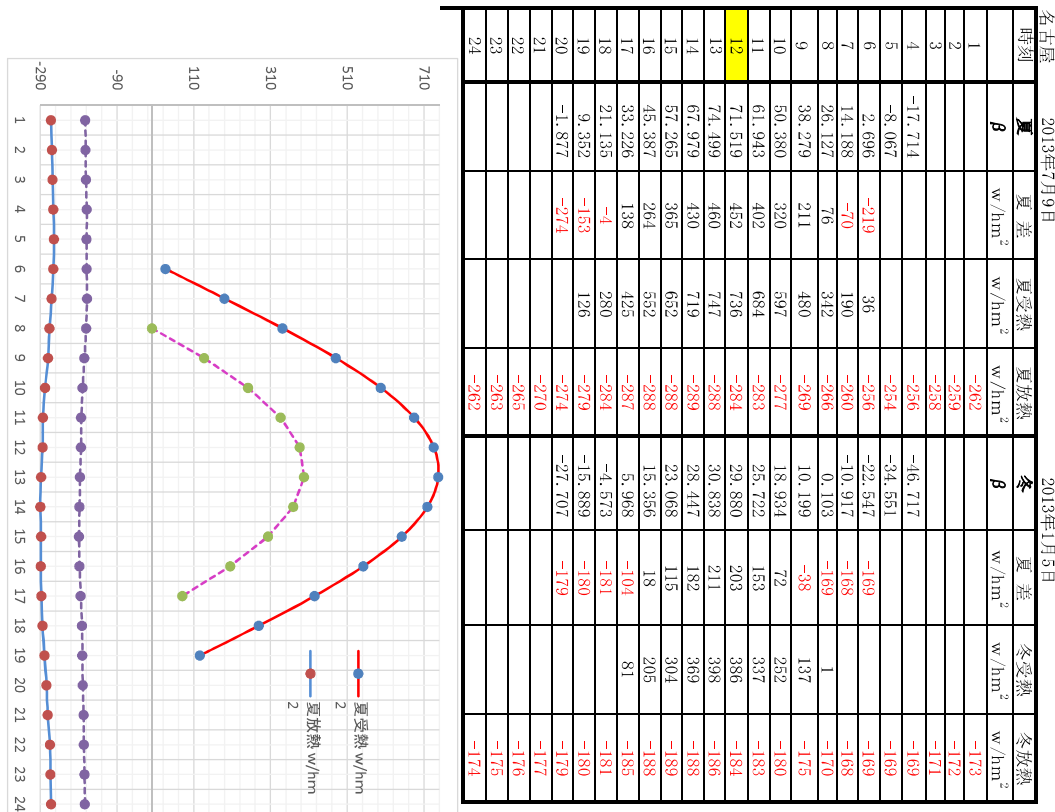 名古屋 2013年7月9日 2013年1月5日
時刻 夏 夏 差 夏受熱 夏放熱 冬 夏 差 冬受熱 冬放熱
β w/hm² w/hm² w/hm² β w/hm² w/hm² w/hm²
1 -262 -173
2 -259 -172
3 -258 -171
4 -17.714 -256 -46.717 -169
5 -8.067 -254 -34.551 -169
6 2.696 -219 36 -256 -22.547 -169 -169
7 14.188 -70 190 -260 -10.917 -168 -168
8 26.127 76 342 -266 0.103 -169 1 -170
9 38.279 211 480 -269 10.199 -38 137 -175
10 50.380 320 597 -277 18.934 72 252 -180
11 61.943 402 684 -283 25.722 153 337 -183
12 71.519 452 736 -284 29.880 203 386 -184
13 74.499 460 747 -288 30.838 211 398 -186
14 67.979 430 719 -289 28.447 182 369 -188
15 57.265 365 652 -288 23.068 115 304 -189
16 45.387 264 552 -288 15.356 18 205 -188
17 33.226 138 425 -287 5.968 -104 81 -185
18 21.135 -4 280 -284 -4.573 -181 -181
19 9.352 -153 126 -279 -15.889 -180 -180
20 -1.877 -274 -274 -27.707 -179 -179
21 -270 -177
22 -265 -176
23 -263 -175
24 -262 -174
710
510
310
110
-90
-290
夏受熱 w/hm
2
夏放熱 w/hm
2
1 2 3 4 5 6 7 8 9 10 11 12 13 14 15 16 17 18 19 20 21 22 23 24